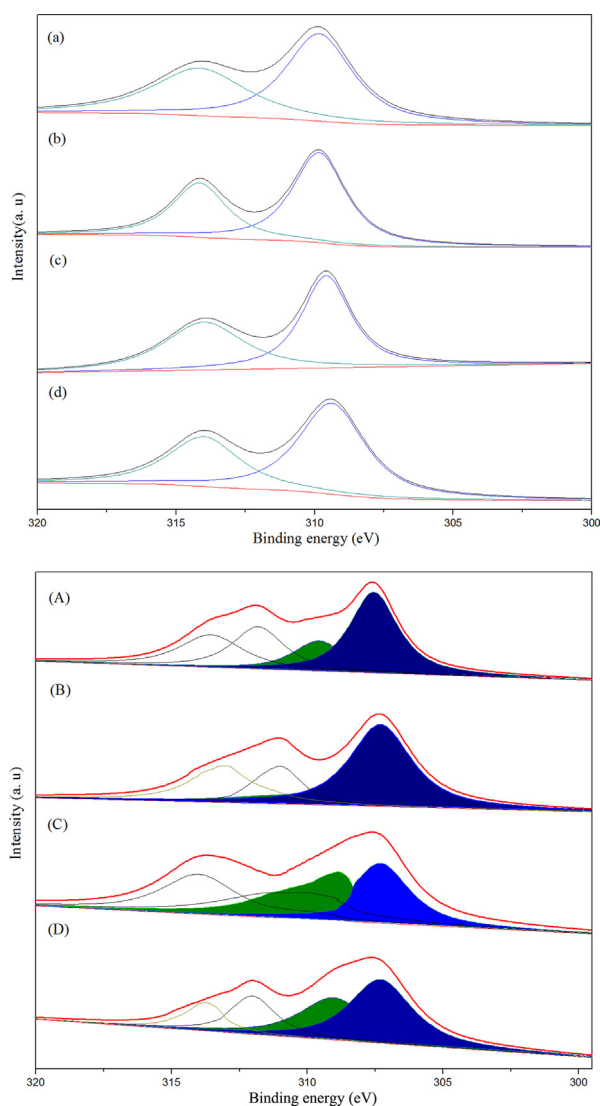 (a)
(b)
(c)
(d)
Intensity(a. u)
320 315 310 305 300
Binding energy (eV)
(A)
(B)
(C)
(D)
Intensity (a. u)
320 315 310 305 300
Binding energy (eV)